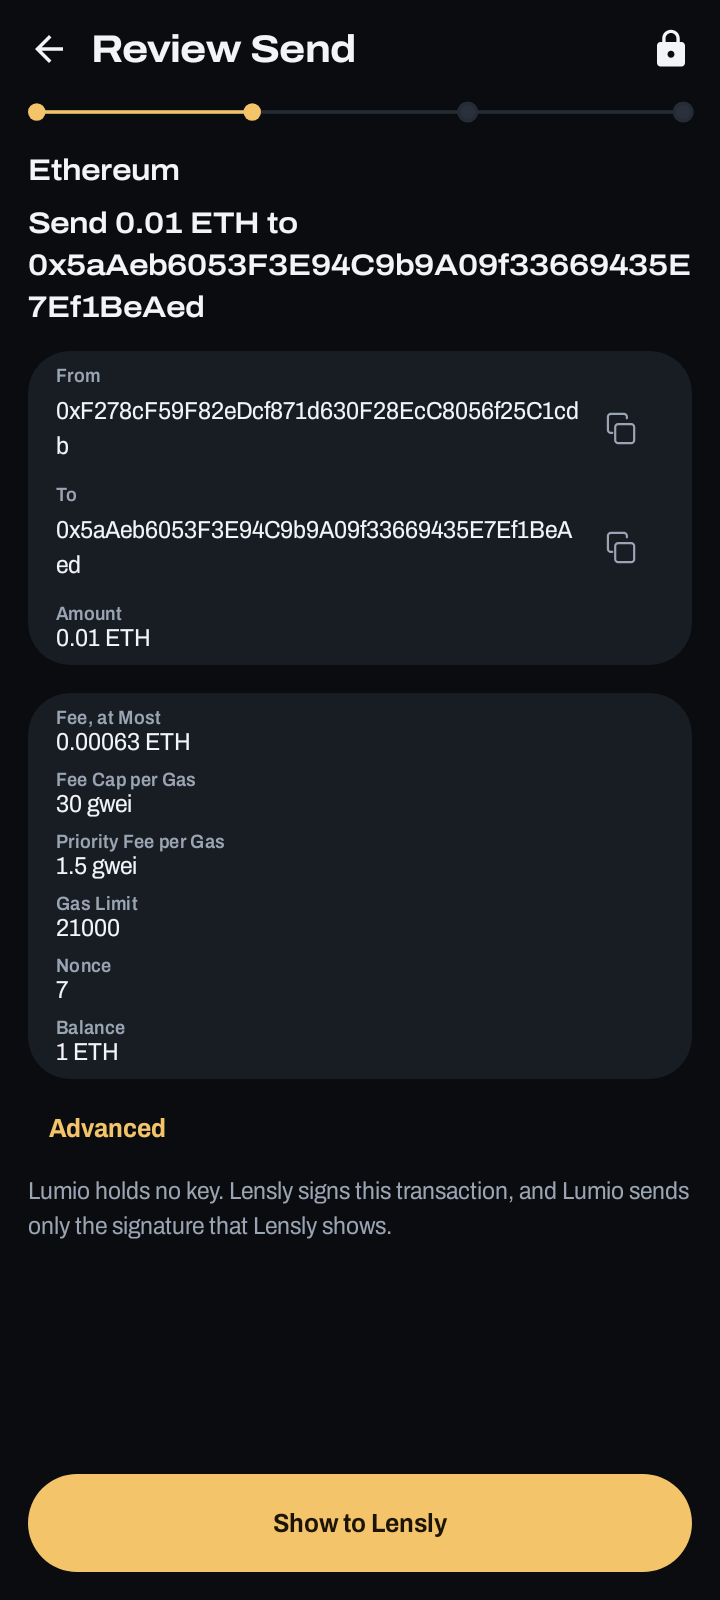 Review Send
Ethereum
Send 0.01 ETH to
0x5aAeb6053F3E94C9b9A09f33669435E
7Ef1BeAed
From
0xF278cF59F82eDcf871d630F28EcC8056f25C1cd
b
To
0x5aAeb6053F3E94C9b9A09f33669435E7Ef1BeA
ed
Amount
0.01 ETH
Fee, at Most
0.00063 ETH
Fee Cap per Gas
30 gwei
Priority Fee per Gas
1.5 gwei
Gas Limit
21000
Nonce
7
Balance
1 ETH
Advanced
Lumio holds no key. Lensly signs this transaction, and Lumio sends
only the signature that Lensly shows.
Show to Lensly